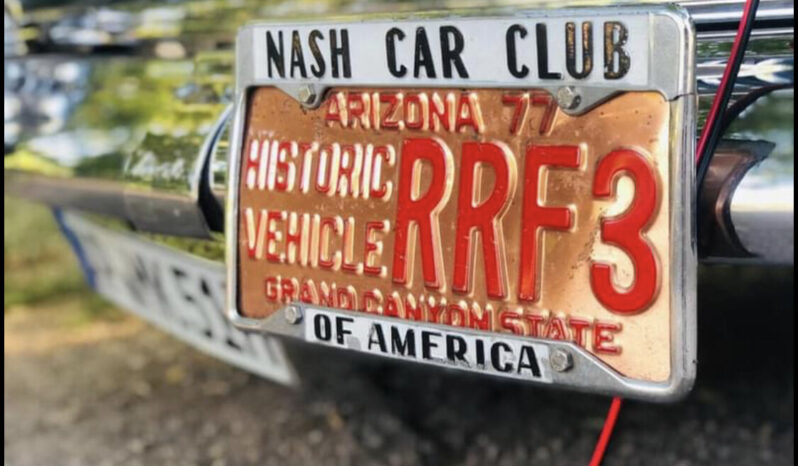 NASH CAR CLUB
ARIZONA 77
HISTORIC
VEHICLE
RRF3
GRAND CANYON STATE
OF AMERICA